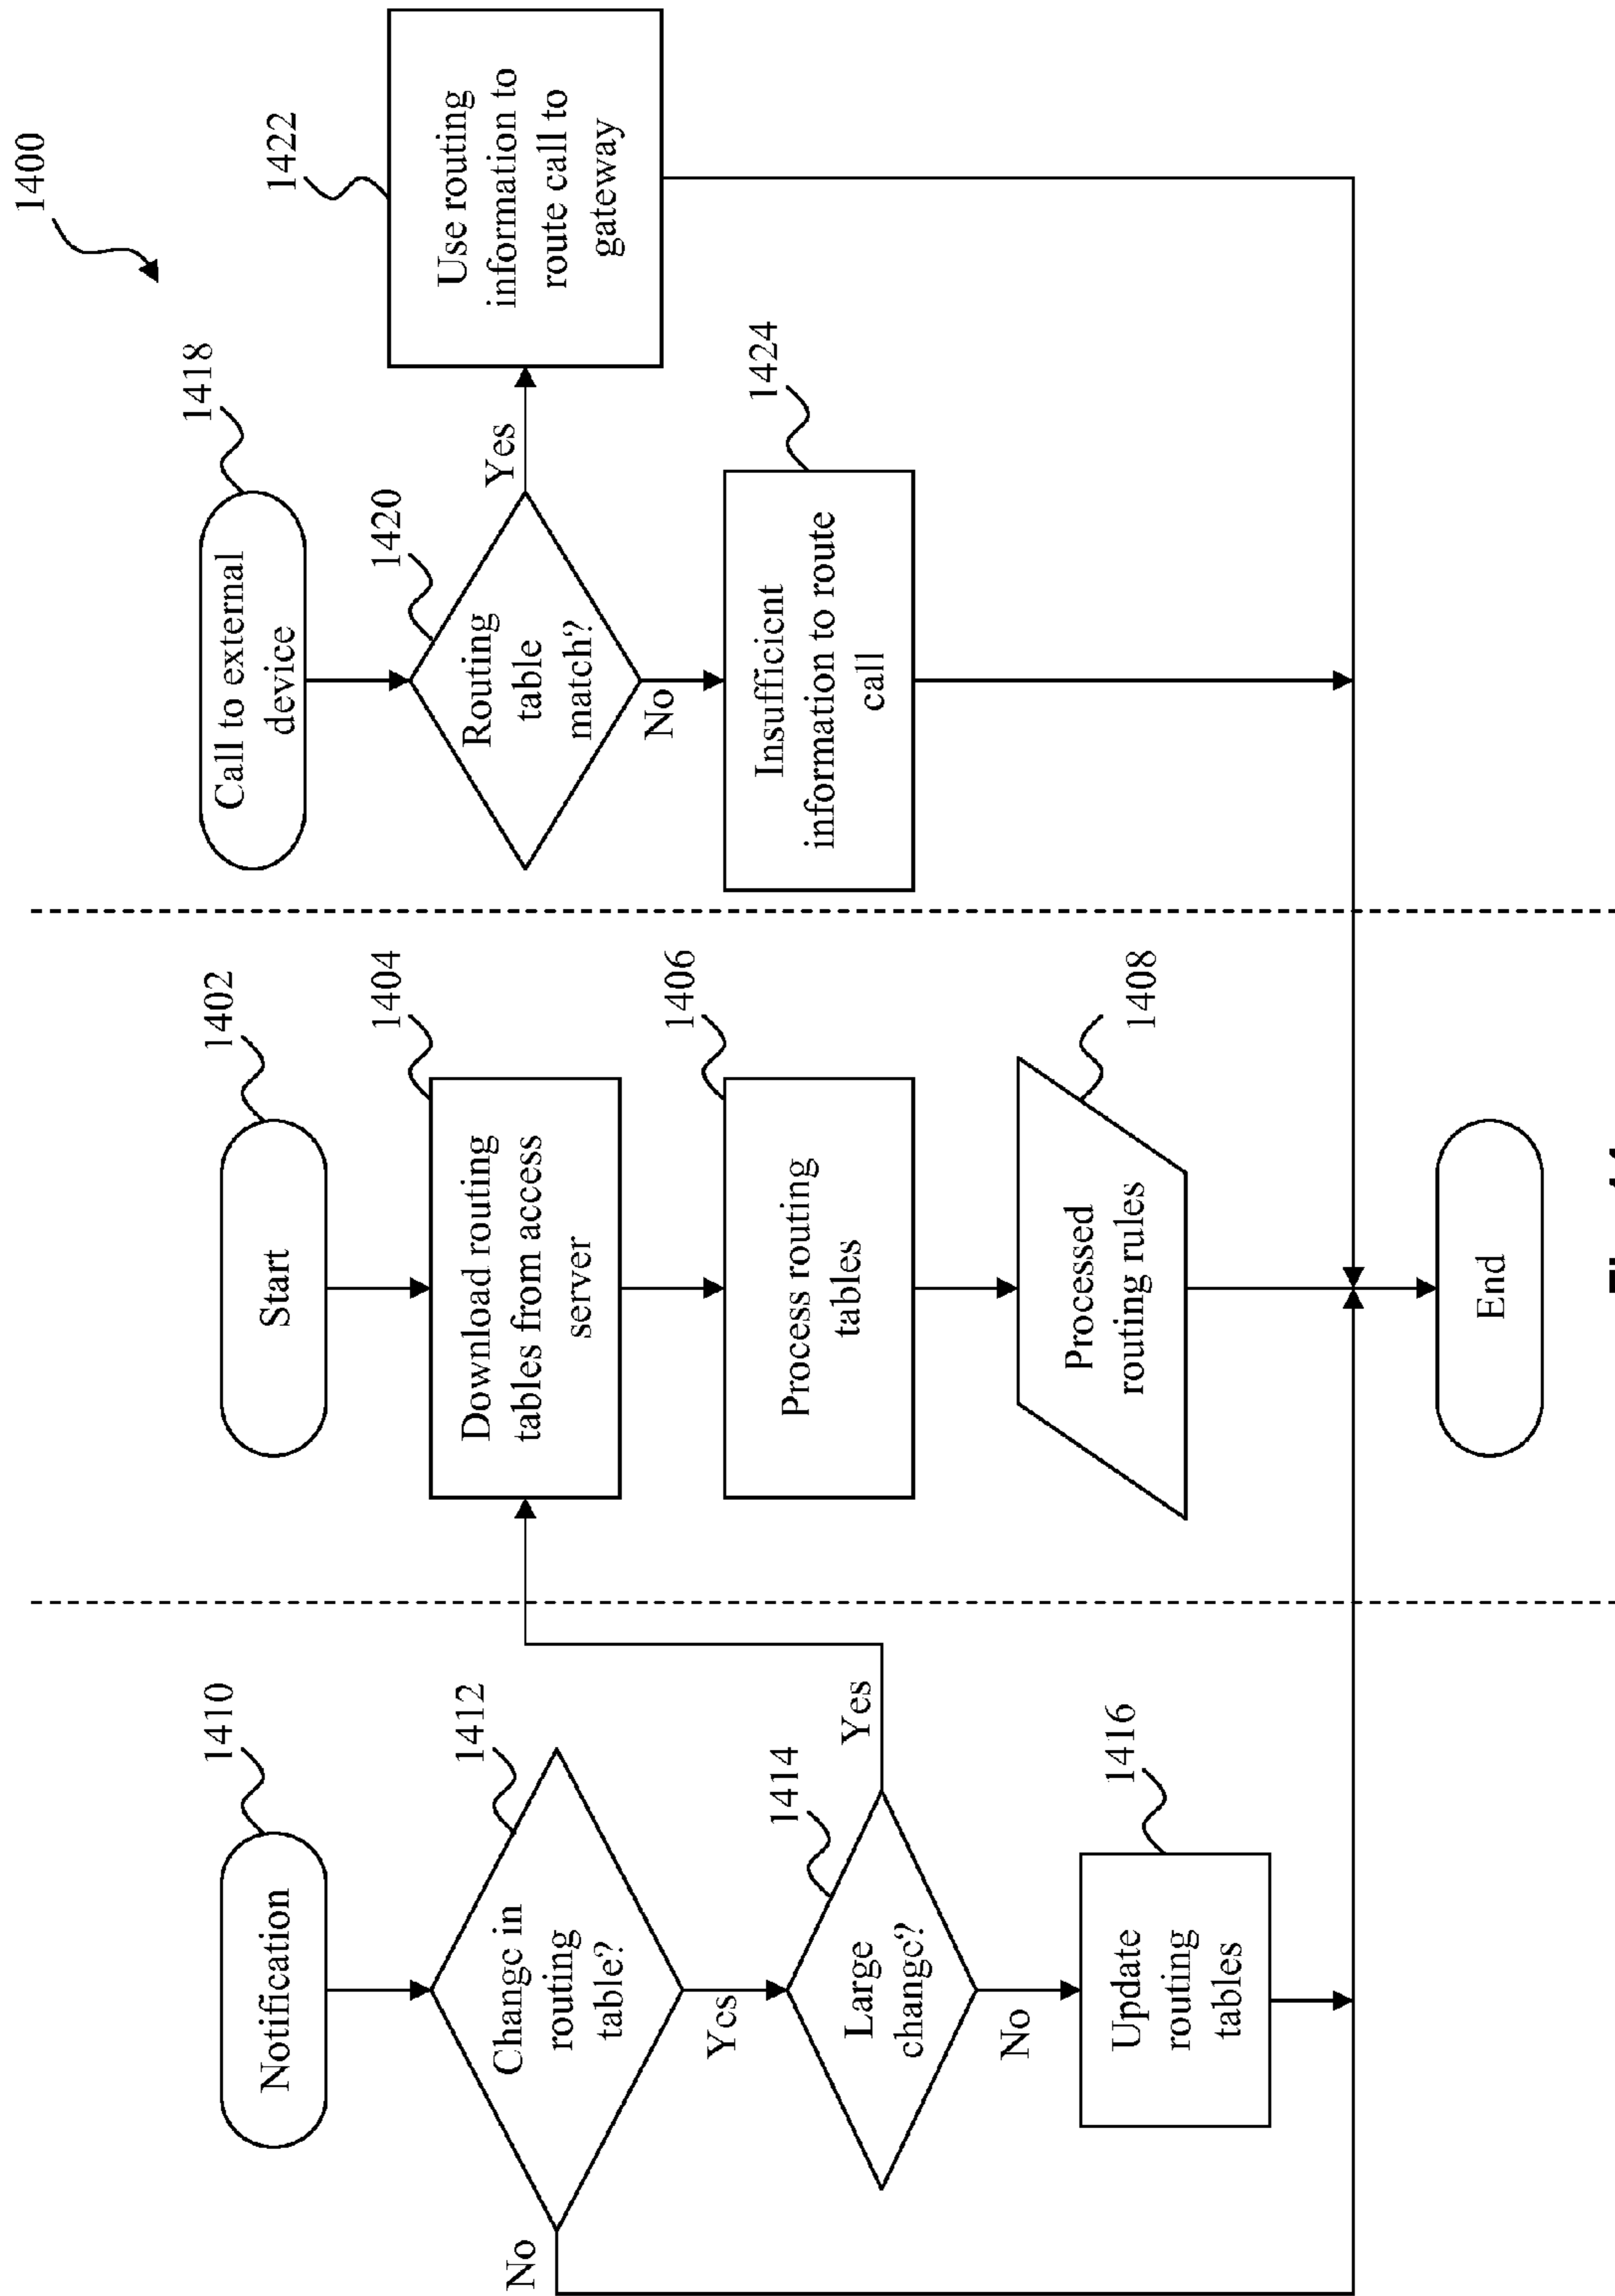 1400
1410
Notification
1412
Change in
routing
table?
No
Yes
1414
Large
change?
Yes
No
1416
Update
routing
tables
1402
Start
1404
Download routing
tables from access
server
1406
Process routing
tables
1408
Processed
routing rules
End
1418
Call to external
device
1420
Routing
table
match?
Yes
No
1422
Use routing
information to
route call to
gateway
1424
Insufficient
information to route
call